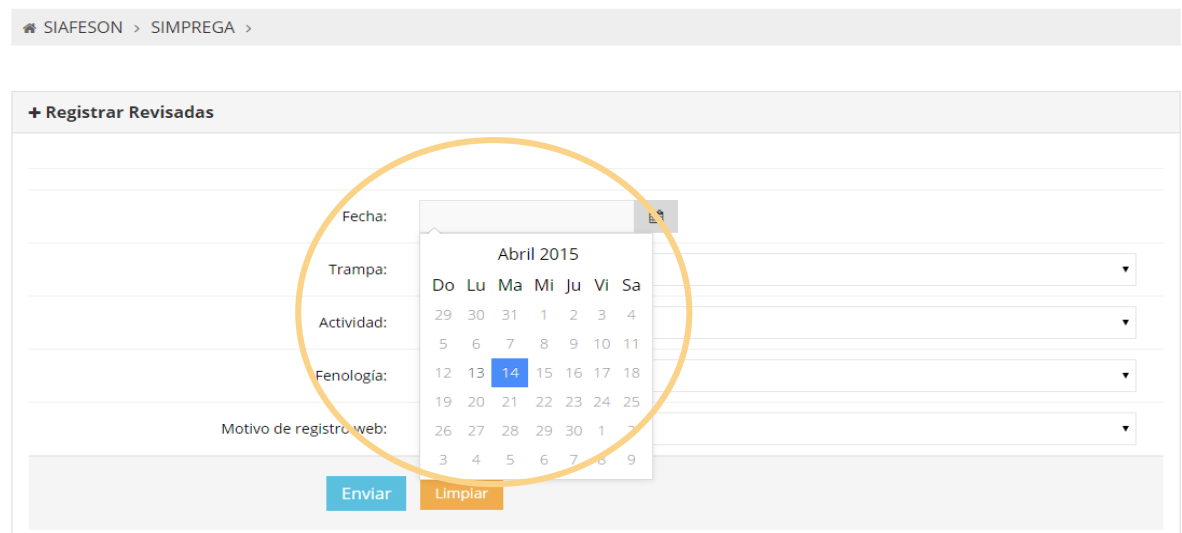 SIAFESON > SIMPREGA >
+ Registrar Revisadas
Fecha:
Abril 2015
Do Lu Ma Mi Ju Vi Sa
29 30 31 1 2 3 4
5 6 7 8 9 10 11
12 13 14 15 16 17 18
19 20 21 22 23 24 25
26 27 28 29 30 1 2
3 4 5 6 7 8 9
Trampa:
Actividad:
Fenología:
Motivo de registro web:
Enviar Limpiar